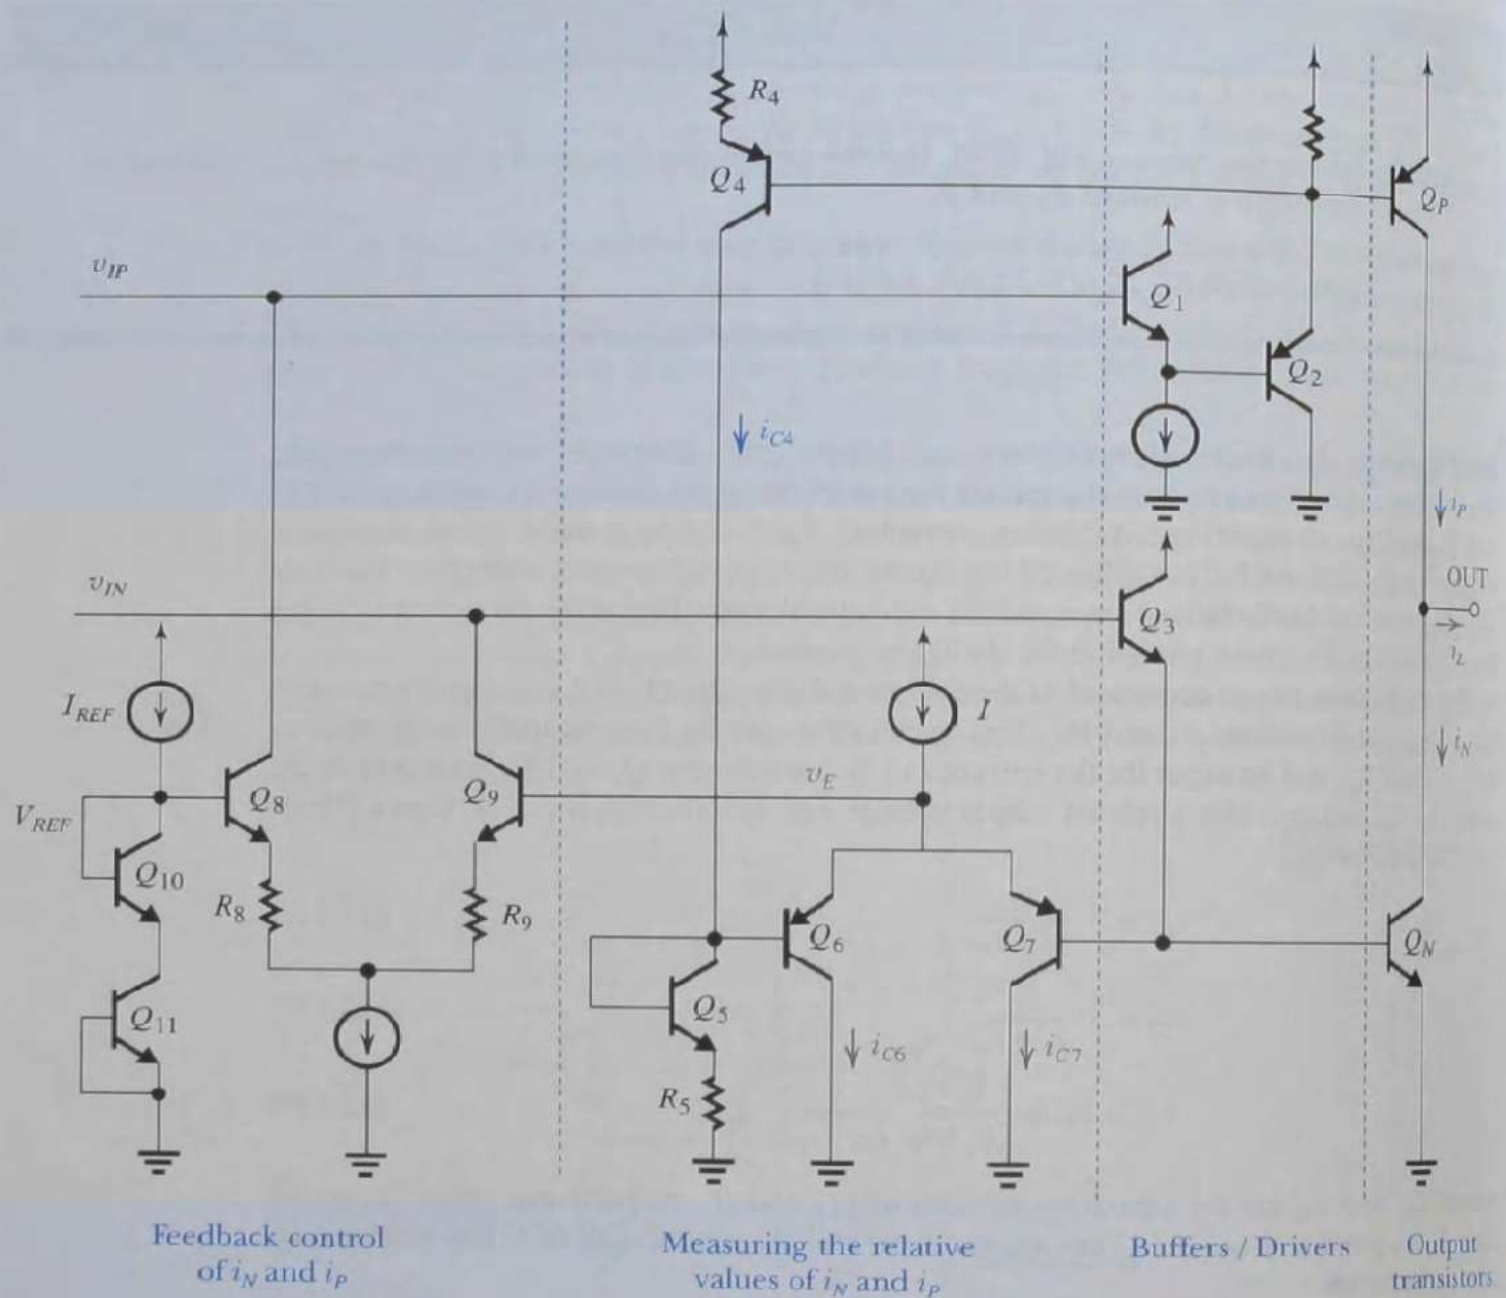 R4
Q4
QP
vIP
Q1
Q2
iC4
iP
vIN
OUT
Q3
iL
IREF
I
iN
vE
VREF
Q8
Q9
Q10
R8
R9
Q6
Q7
QN
Q11
Q5
iC6
iC7
R5
Feedback control
of iN and iP
Measuring the relative
values of iN and iP
Buffers / Drivers
Output
transistors